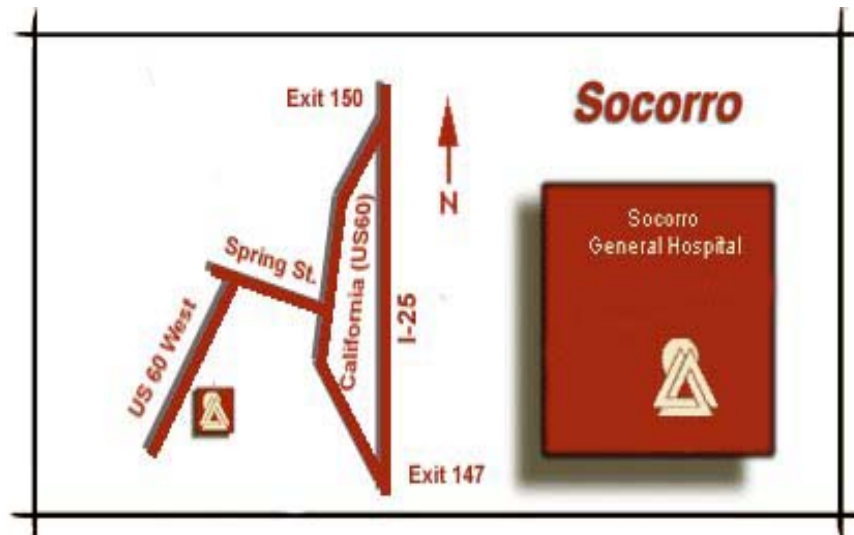 Exit 150
Socorro
N
Socorro
General Hospital
Spring St.
California (US60)
I-25
US 60 West
Exit 147